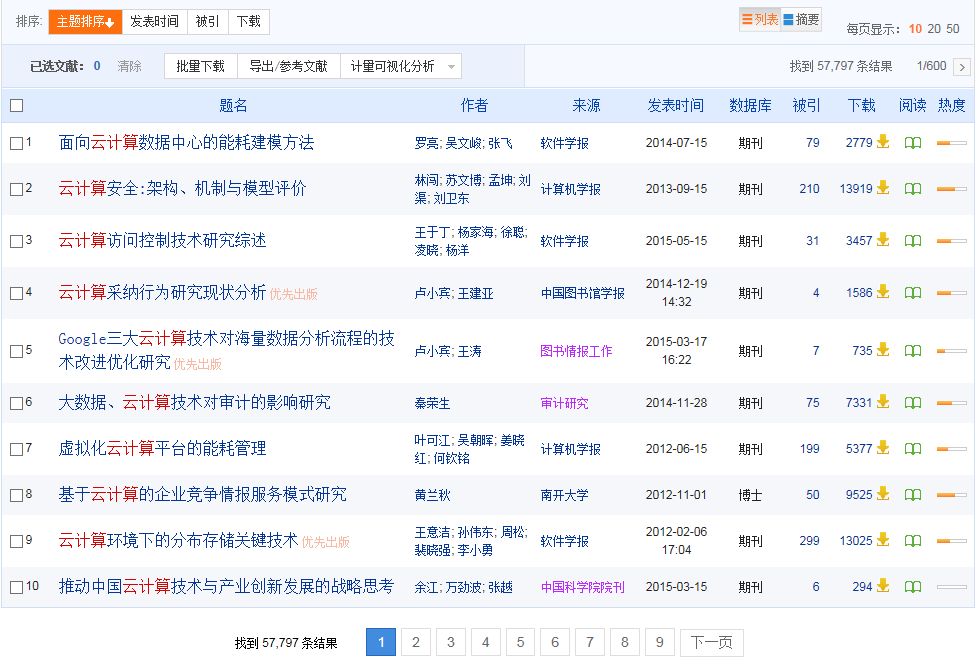 排序: 主题排序 发表时间 被引 下载 列表 摘要 每页显示: 10 20 50
已选文献: 0 清除 批量下载 导出/参考文献 计量可视化分析 找到 57,797 条结果 1/600
题名 作者 来源 发表时间 数据库 被引 下载 阅读 热度
1 面向云计算数据中心的能耗建模方法 罗亮; 吴文峻; 张飞 软件学报 2014-07-15 期刊 79 2779
2 云计算安全:架构、机制与模型评价 林闯; 苏文博; 孟坤; 刘 计算机学报 2013-09-15 期刊 210 13919
渠; 刘卫东
3 云计算访问控制技术研究综述 王于丁; 杨家海; 徐聪; 软件学报 2015-05-15 期刊 31 3457
凌晓; 杨洋
4 云计算采纳行为研究现状分析 优先出版 卢小宾; 王建亚 中国图书馆学报 2014-12-19 期刊 4 1586
14:32
5 Google三大云计算技术对海量数据分析流程的技 卢小宾; 王涛 图书情报工作 2015-03-17 期刊 7 735
术改进优化研究 优先出版 16:22
6 大数据、云计算技术对审计的影响研究 秦荣生 审计研究 2014-11-28 期刊 75 7331
7 虚拟化云计算平台的能耗管理 叶可江; 吴朝晖; 姜晓 计算机学报 2012-06-15 期刊 199 5377
红; 何钦铭
8 基于云计算的企业竞争情报服务模式研究 黄兰秋 南开大学 2012-11-01 博士 50 9525
9 云计算环境下的分布存储关键技术 优先出版 王意洁; 孙伟东; 周松; 软件学报 2012-02-06 期刊 299 13025
裴晓强; 李小勇 17:04
10 推动中国云计算技术与产业创新发展的战略思考 余江; 万劲波; 张越 中国科学院院刊 2015-03-15 期刊 6 294
找到 57,797 条结果 1 2 3 4 5 6 7 8 9 下一页